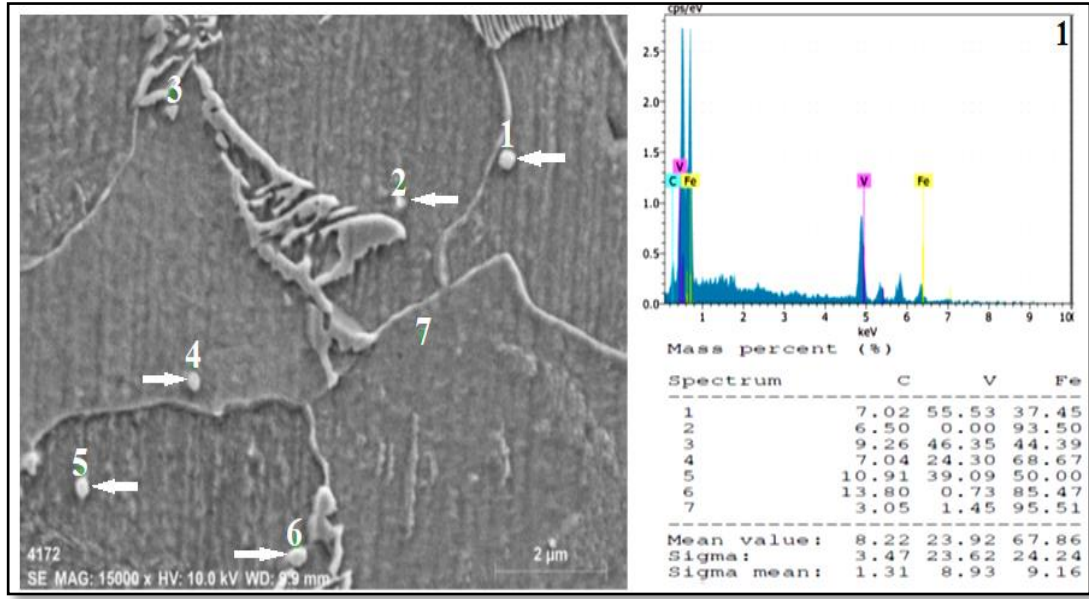 1
2
3
4
5
6
7
4172
2 µm
SE MAG: 15000 x HV: 10.0 kV WD: 9.9 mm
cps/eV
1
2.5
2.0
1.5
1.0
0.5
0.0
V
C Fe V Fe
1 2 3 4 5 6 7 8 9 10
keV
Mass percent (%)
Spectrum C V Fe
1 7.02 55.53 37.45
2 6.50 0.00 93.50
3 9.26 46.35 44.39
4 7.04 24.30 68.67
5 10.91 39.09 50.00
6 13.80 0.73 85.47
7 3.05 1.45 95.51
Mean value: 8.22 23.92 67.86
Sigma: 3.47 23.62 24.24
Sigma mean: 1.31 8.93 9.16